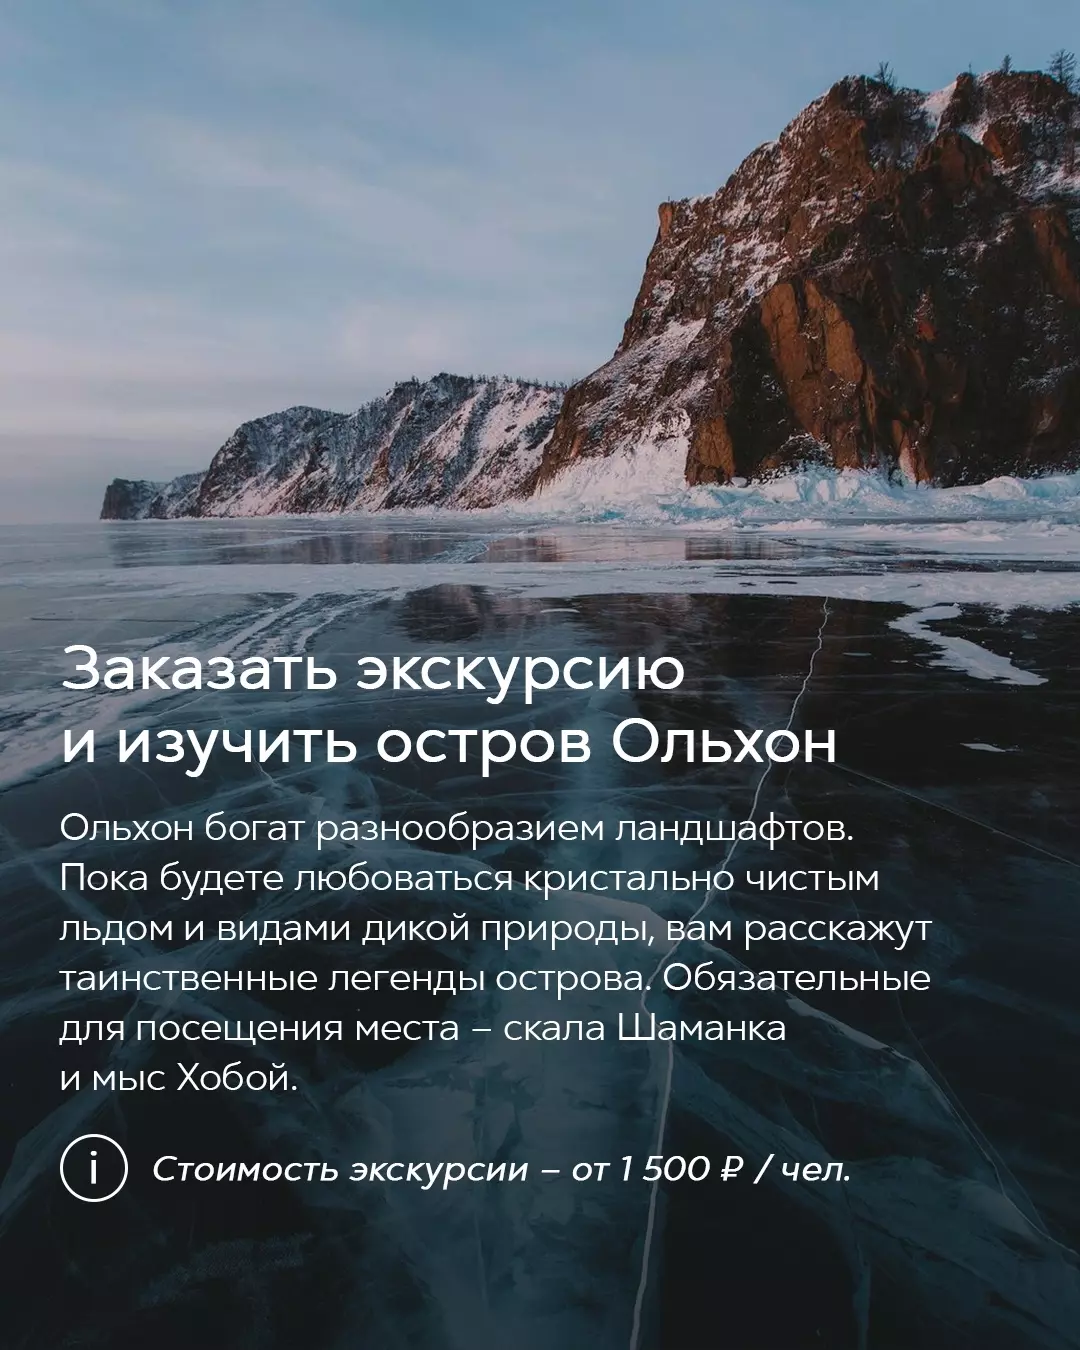 Заказать экскурсию
и изучить остров Ольхон
Ольхон богат разнообразием ландшафтов.
Пока будете любоваться кристально чистым
льдом и видами дикой природы, вам расскажут
таинственные легенды острова. Обязательные
для посещения места – скала Шаманка
и мыс Хобой.
i Стоимость экскурсии – от 1 500 ₽ / чел.